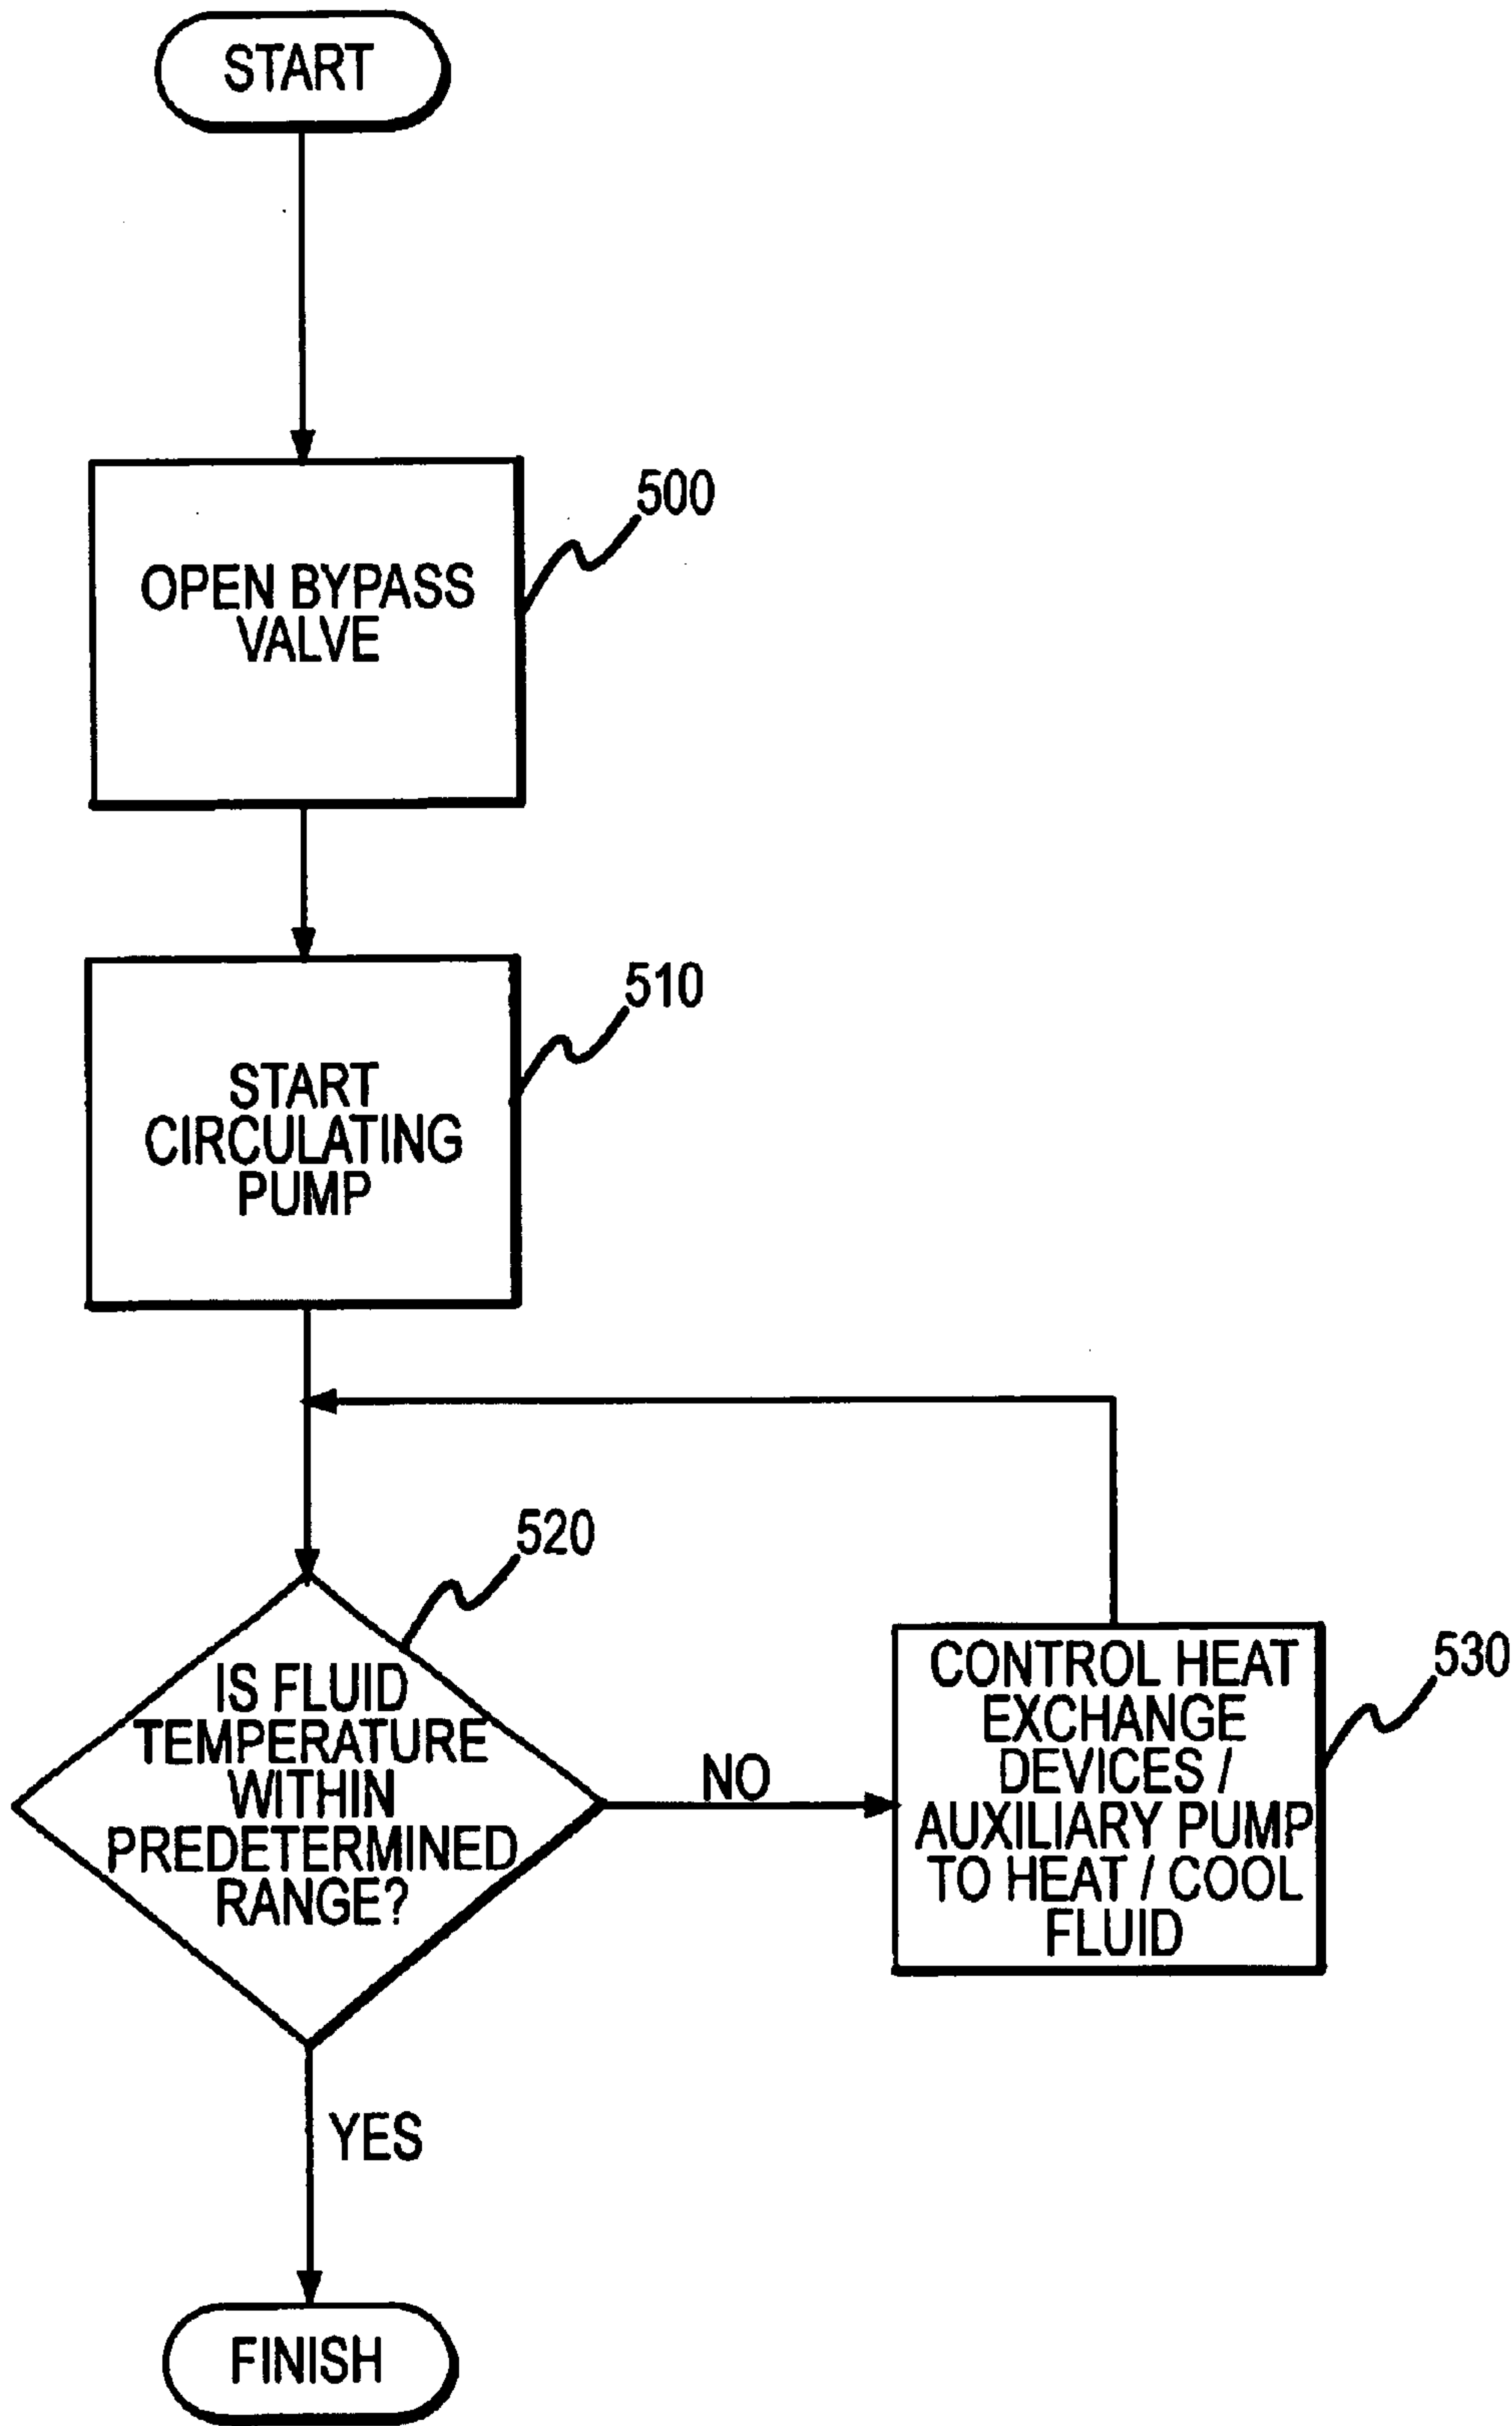 START
500
OPEN BYPASS
VALVE
510
START
CIRCULATING
PUMP
520
IS FLUID
TEMPERATURE
WITHIN
PREDETERMINED
RANGE?
NO
530
CONTROL HEAT
EXCHANGE
DEVICES /
AUXILIARY PUMP
TO HEAT / COOL
FLUID
YES
FINISH